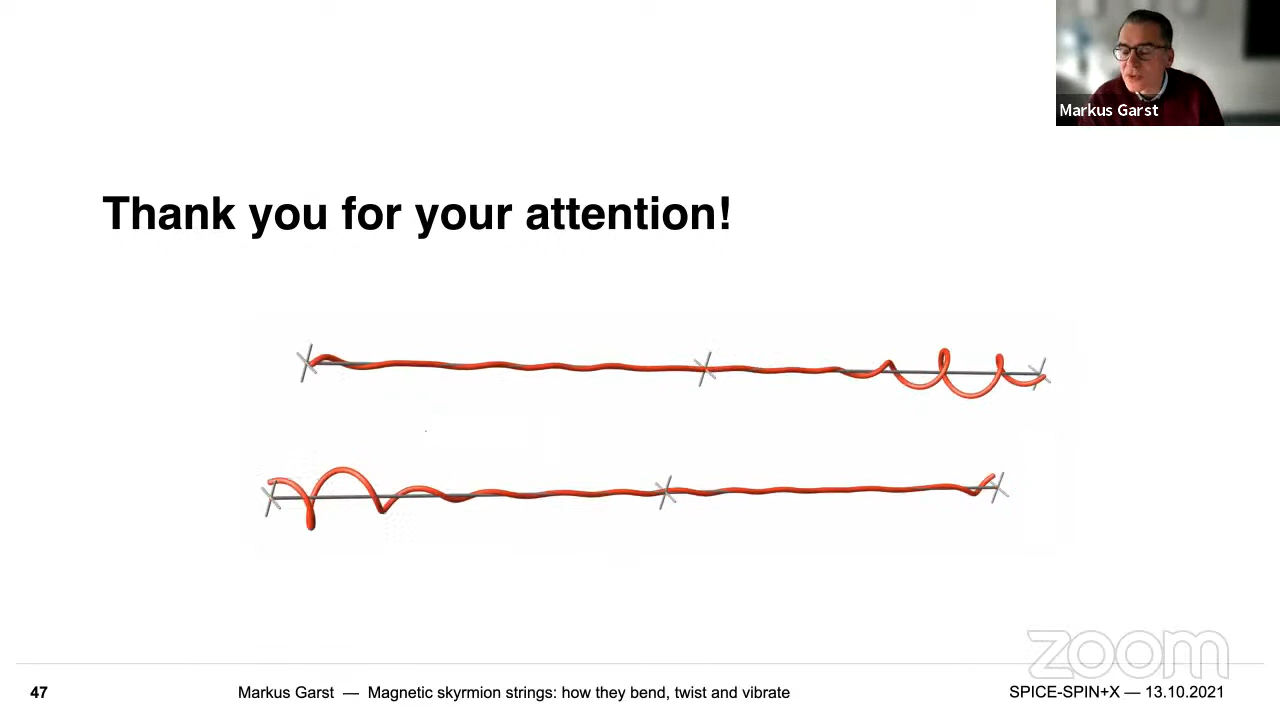 Markus Garst
Thank you for your attention!
zoom
47
Markus Garst — Magnetic skyrmion strings: how they bend, twist and vibrate
SPICE-SPIN+X — 13.10.2021